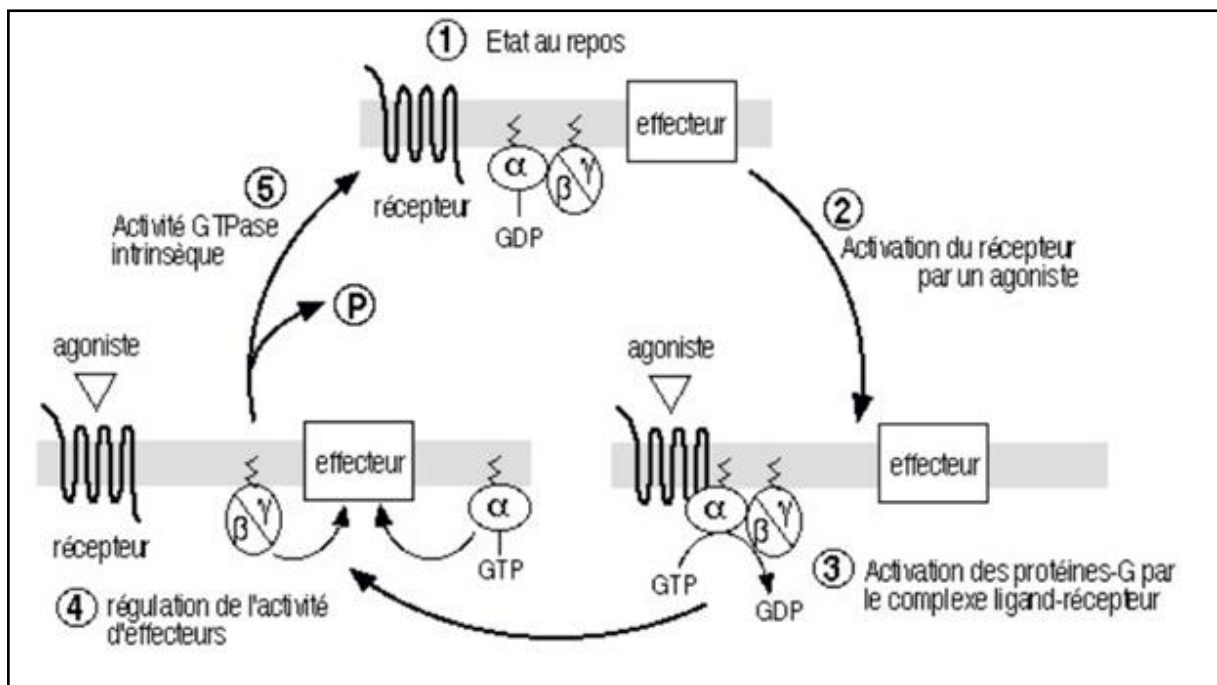 ① Etat au repos
effecteur
α
β γ
récepteur
GDP
⑤
Activité GTPase
intrinsèque
②
Activation du récepteur
par un agoniste
P
agoniste
effecteur
β γ
α
récepteur
GTP
④ régulation de l'activité
d'effecteurs
agoniste
effecteur
α
β γ
GTP
GDP
③ Activation des protéines-G par
le complexe ligand-récepteur